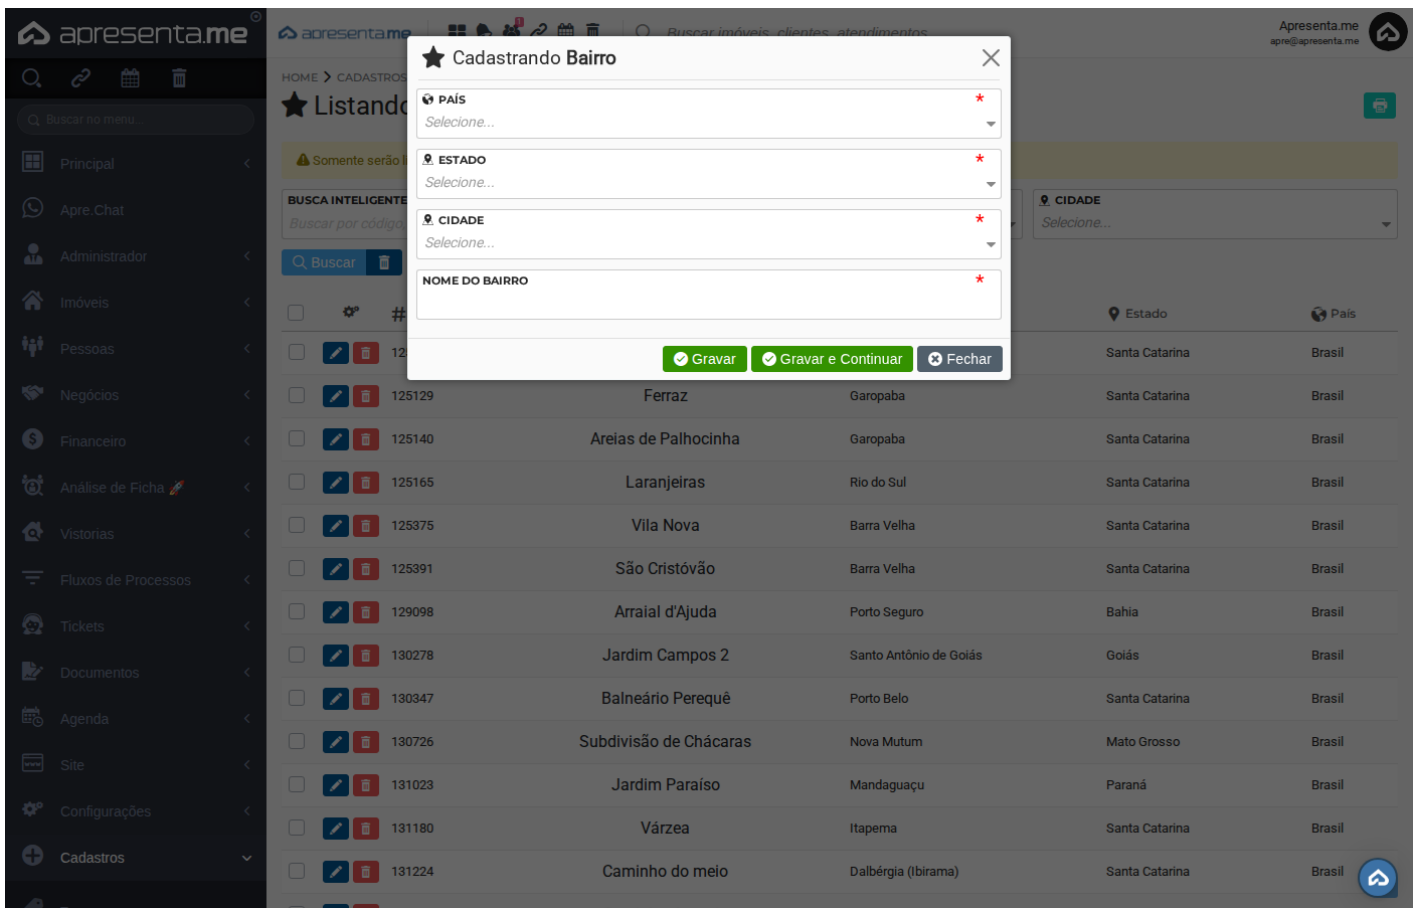 apresenta.me
apresenta.me
1
Buscar imóveis, clientes, atendimentos
Apresenta.me
apre@apresenta.me
Buscar no menu...
Principal
Apre.Chat
Administrador
Imóveis
Pessoas
Negócios
Financeiro
Análise de Ficha 🚀
Vistorias
Fluxos de Processos
Tickets
Documentos
Agenda
Site
Configurações
Cadastros
HOME > CADASTROS
Listando
Somente serão li
BUSCA INTELIGENTE
Buscar por código,
CIDADE
Selecione...
Buscar
Cadastrando Bairro
PAÍS *
Selecione...
ESTADO *
Selecione...
CIDADE *
Selecione...
NOME DO BAIRRO *
Gravar
Gravar e Continuar
Fechar
# Estado País
12 Santa Catarina Brasil
125129 Ferraz Garopaba Santa Catarina Brasil
125140 Areias de Palhocinha Garopaba Santa Catarina Brasil
125165 Laranjeiras Rio do Sul Santa Catarina Brasil
125375 Vila Nova Barra Velha Santa Catarina Brasil
125391 São Cristóvão Barra Velha Santa Catarina Brasil
129098 Arraial d'Ajuda Porto Seguro Bahia Brasil
130278 Jardim Campos 2 Santo Antônio de Goiás Goiás Brasil
130347 Balneário Perequê Porto Belo Santa Catarina Brasil
130726 Subdivisão de Chácaras Nova Mutum Mato Grosso Brasil
131023 Jardim Paraíso Mandaguaçu Paraná Brasil
131180 Várzea Itapema Santa Catarina Brasil
131224 Caminho do meio Dalbérgia (Ibirama) Santa Catarina Brasil